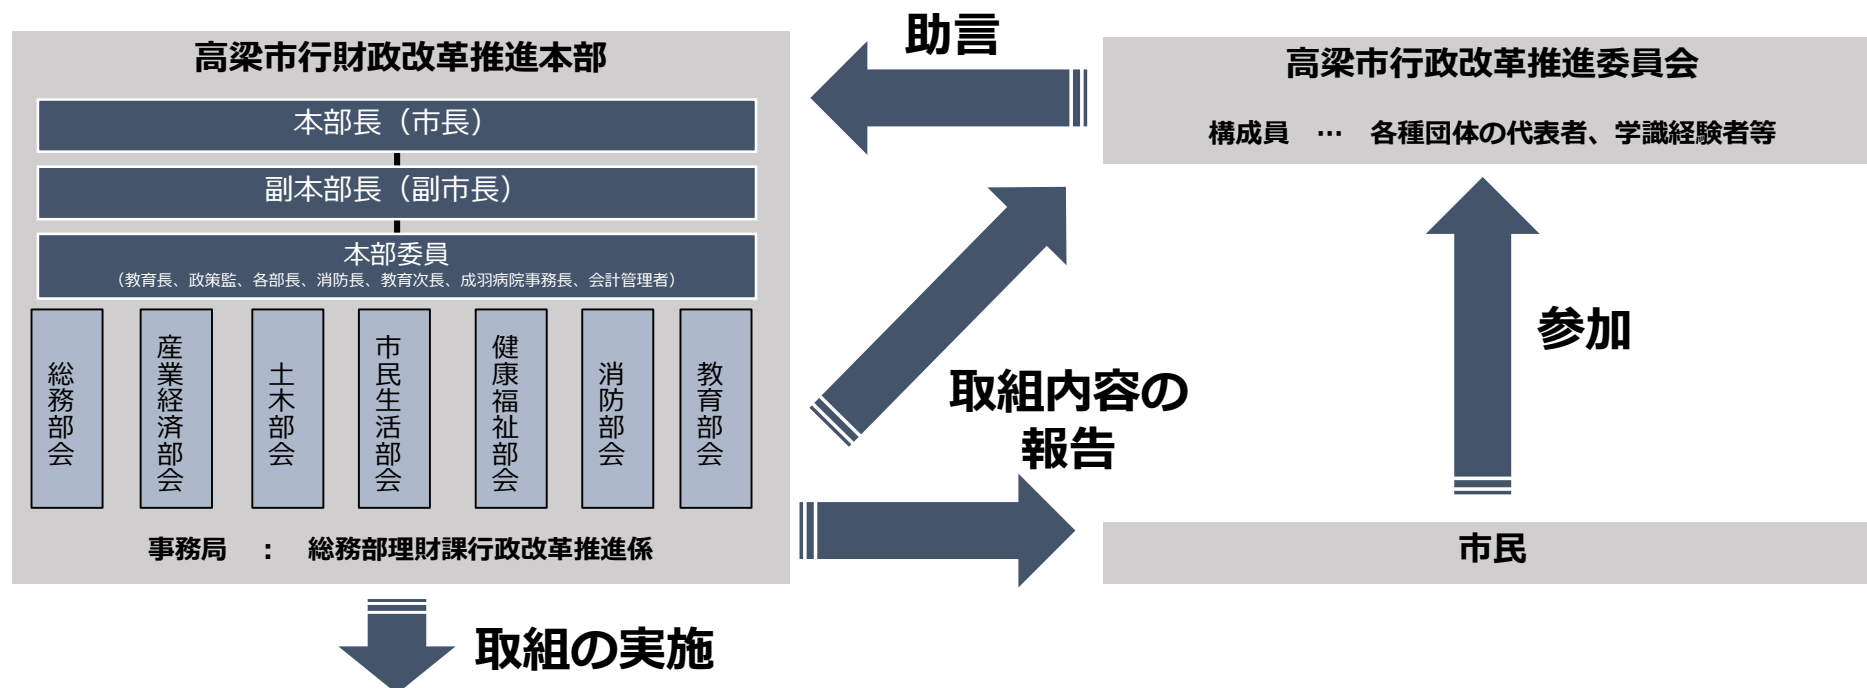 高梁市行財政改革推進本部
本部長（市長）
副本部長（副市長）
本部委員
（教育長、政策監、各部長、消防長、教育次長、成羽病院事務長、会計管理者）
総務部会
産業経済部会
土木部会
市民生活部会
健康福祉部会
消防部会
教育部会
事務局　：　総務部理財課行政改革推進係
助言
高梁市行政改革推進委員会
構成員　…　各種団体の代表者、学識経験者等
取組内容の
報告
参加
市民
取組の実施